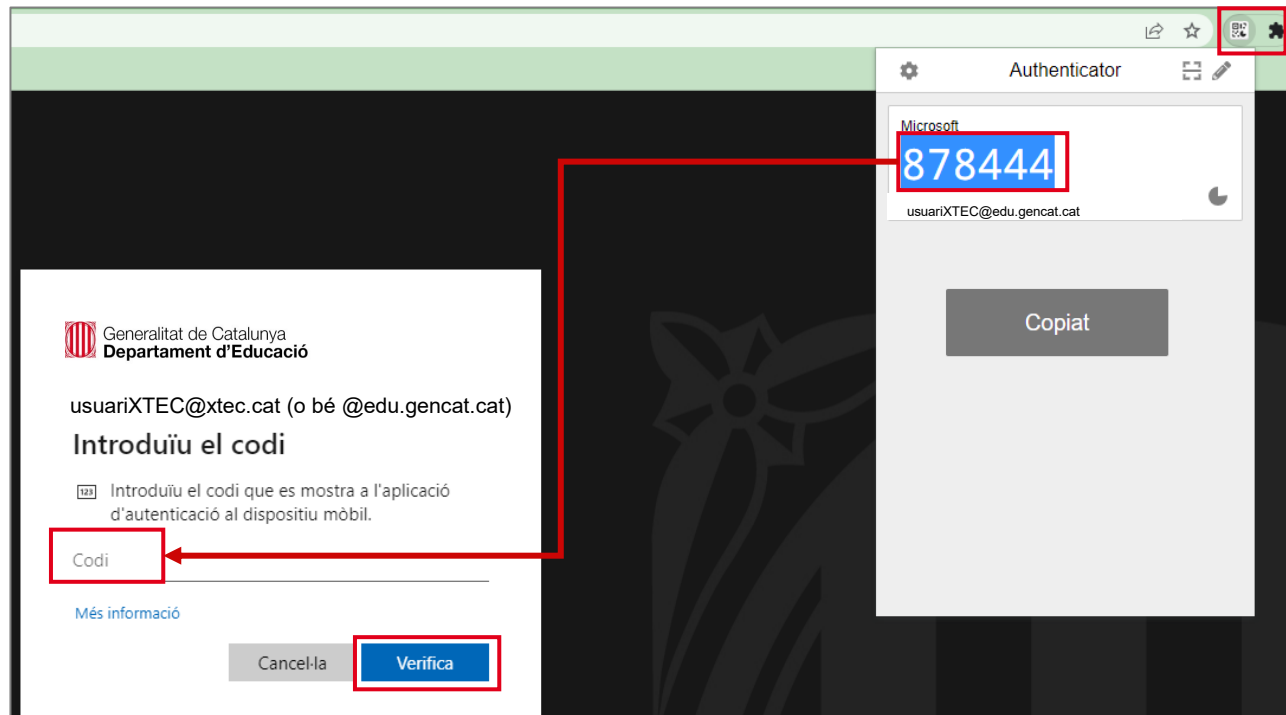 Authenticator
Microsoft
878444
usuariXTEC@edu.gencat.cat
Copiat
Generalitat de Catalunya
Departament d'Educació
usuariXTEC@xtec.cat (o bé @edu.gencat.cat)
Introduïu el codi
123
Introduïu el codi que es mostra a l'aplicació
d'autenticació al dispositiu mòbil.
Codi
Més informació
Cancel·la
Verifica